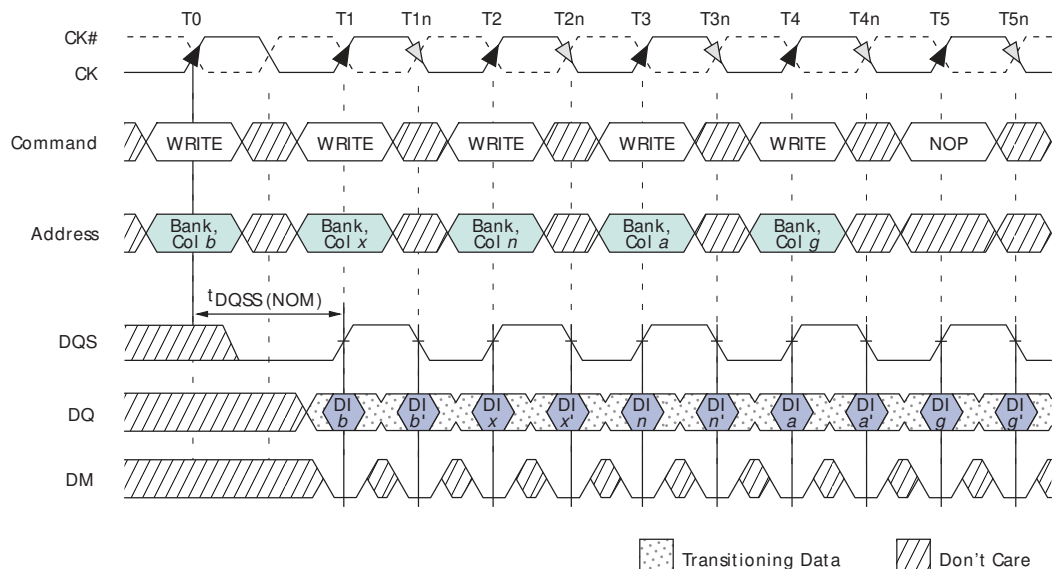 T0 T1 T1n T2 T2n T3 T3n T4 T4n T5 T5n
CK#
CK
Command WRITE WRITE WRITE WRITE WRITE NOP
Address Bank, Col b Bank, Col x Bank, Col n Bank, Col a Bank, Col g
tDQSS (NOM)
DQS
DQ DI b DI b' DI x DI x' DI n DI n' DI a DI a' DI g DI g'
DM
Transitioning Data Don't Care